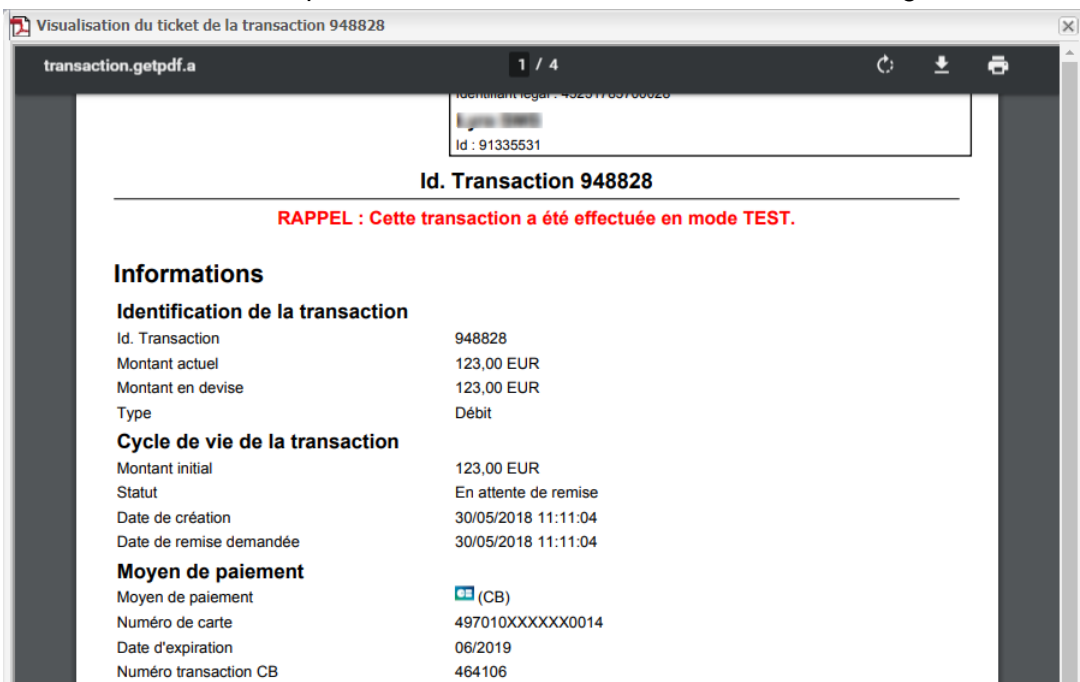 Visualisation du ticket de la transaction 948828
transaction.getpdf.a 1 / 4
Id : 91335531
Id. Transaction 948828
RAPPEL : Cette transaction a été effectuée en mode TEST.
Informations
Identification de la transaction
Id. Transaction 948828
Montant actuel 123,00 EUR
Montant en devise 123,00 EUR
Type Débit
Cycle de vie de la transaction
Montant initial 123,00 EUR
Statut En attente de remise
Date de création 30/05/2018 11:11:04
Date de remise demandée 30/05/2018 11:11:04
Moyen de paiement
Moyen de paiement (CB)
Numéro de carte 497010XXXXXX0014
Date d'expiration 06/2019
Numéro transaction CB 464106